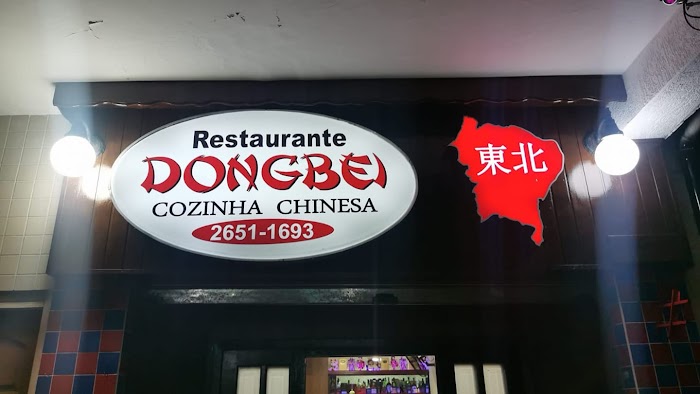 Restaurante
DONGBEI
COZINHA CHINESA
2651-1693
東北